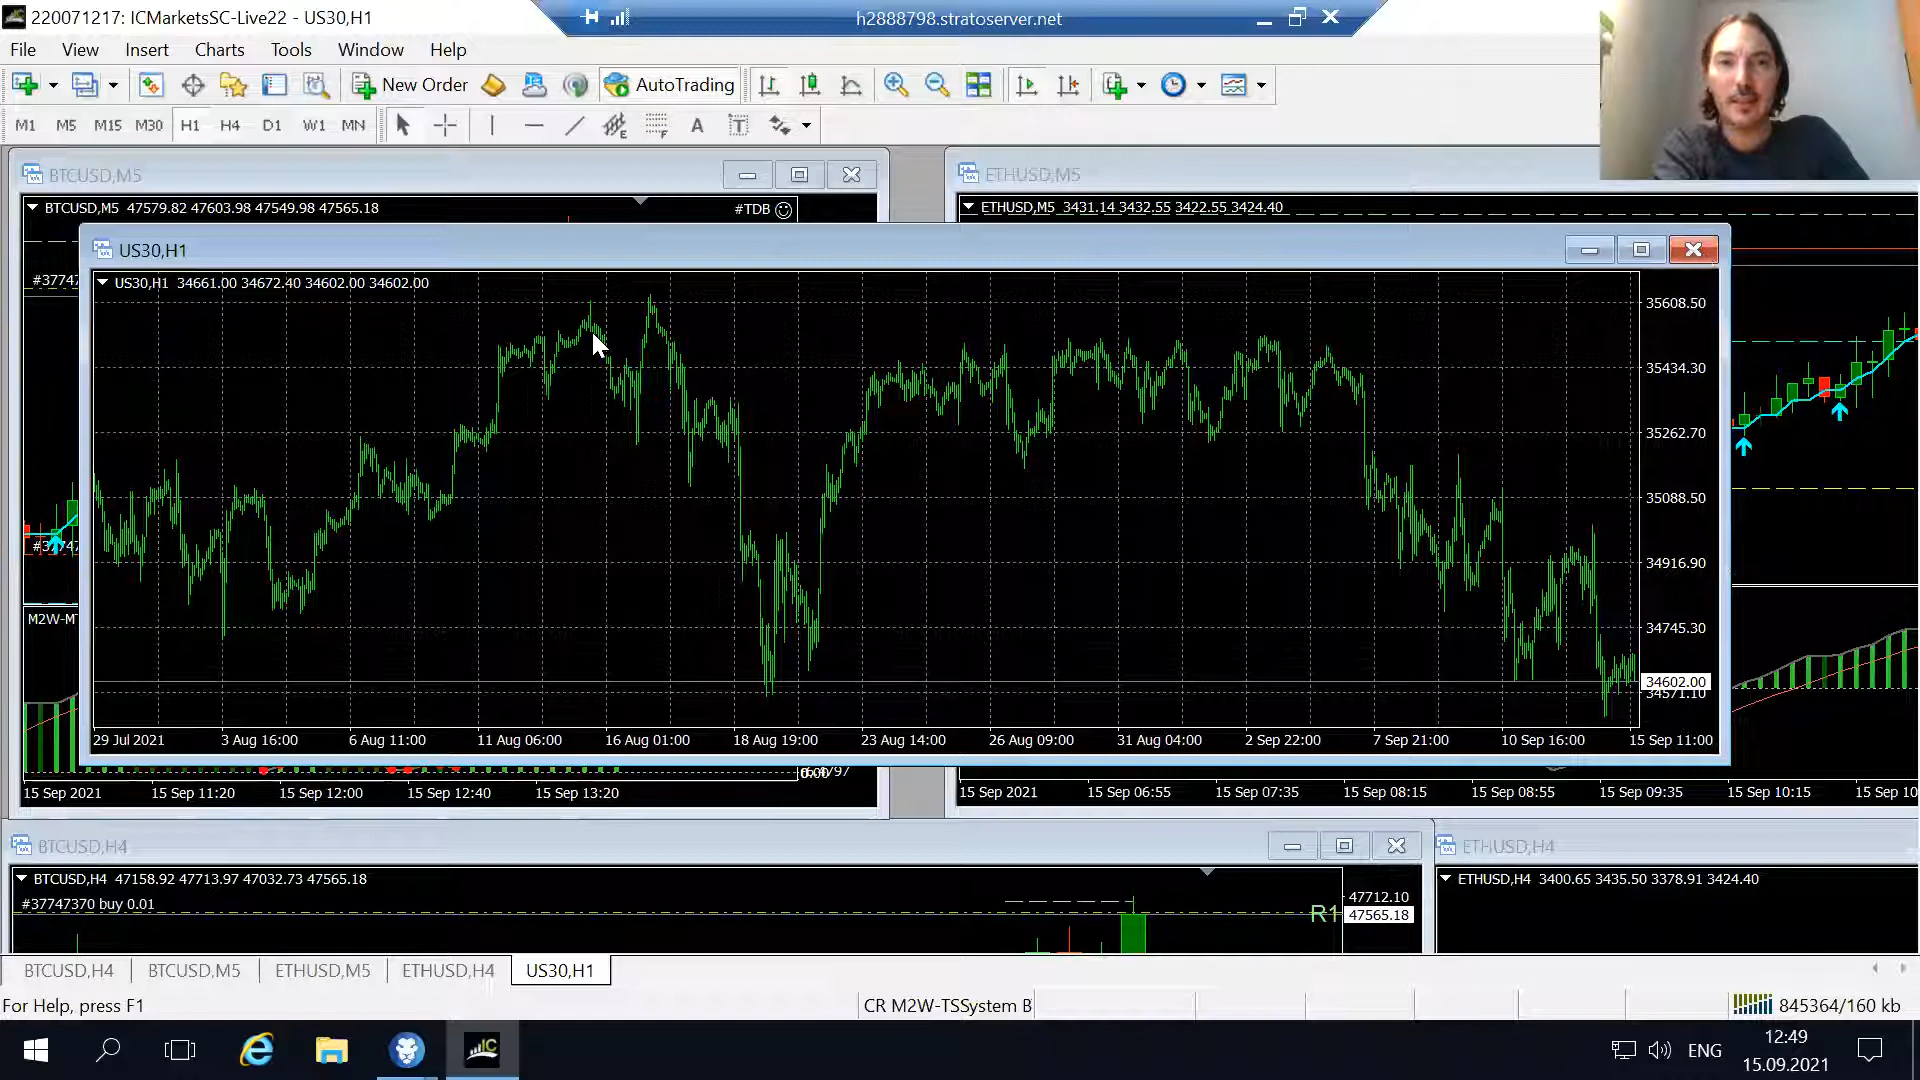 220071217: ICMarketsSC-Live22 - US30,H1
h2888798.stratoserver.net
File View Insert Charts Tools Window Help
New Order AutoTrading
M1 M5 M15 M30 H1 H4 D1 W1 MN
BTCUSD,M5
ETHUSD,M5
BTCUSD,M5 47579.82 47603.98 47549.98 47565.18
#TDB
ETHUSD,M5 3431.14 3432.55 3422.55 3424.40
US30,H1
#3774
US30,H1 34661.00 34672.40 34602.00 34602.00
35608.50
35434.30
35262.70
35088.50
34916.90
34745.30
34602.00
34571.10
M2W-M
29 Jul 2021 3 Aug 16:00 6 Aug 11:00 11 Aug 06:00 16 Aug 01:00 18 Aug 19:00 23 Aug 14:00 26 Aug 09:00 31 Aug 04:00 2 Sep 22:00 7 Sep 21:00 10 Sep 16:00 15 Sep 11:00
15 Sep 2021 15 Sep 11:20 15 Sep 12:00 15 Sep 12:40 15 Sep 13:20
15 Sep 2021 15 Sep 06:55 15 Sep 07:35 15 Sep 08:15 15 Sep 08:55 15 Sep 09:35 15 Sep 10:15 15 Sep 10
BTCUSD,H4
ETHUSD,H4
BTCUSD,H4 47158.92 47713.97 47032.73 47565.18
ETHUSD,H4 3400.65 3435.50 3378.91 3424.40
#37747370 buy 0.01
47712.10
R1
47565.18
BTCUSD,H4 BTCUSD,M5 ETHUSD,M5 ETHUSD,H4 US30,H1
For Help, press F1
CR M2W-TSSystem B
845364/160 kb
ENG
12:49
15.09.2021